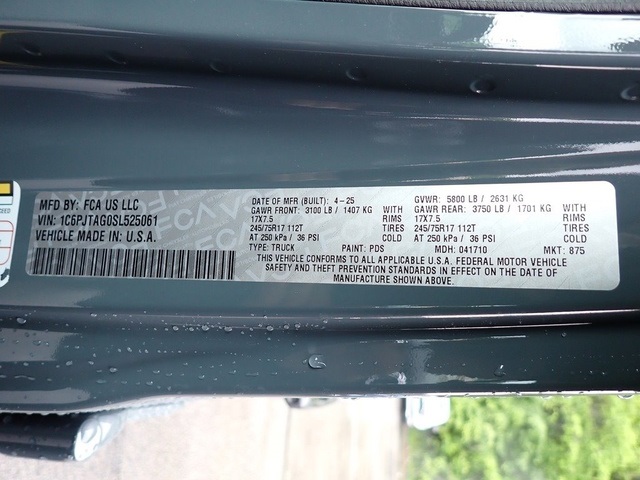 MFD BY: FCA US LLC
VIN: 1C6PJTAG0SL525061
VEHICLE MADE IN: U.S.A.
DATE OF MFR (BUILT): 4-25 GVWR: 5800 LB / 2631 KG
GAWR FRONT: 3100 LB / 1407 KG WITH GAWR REAR: 3750 LB / 1701 KG WITH
17X7.5 RIMS 17X7.5 RIMS
245/75R17 112T TIRES 245/75R17 112T TIRES
AT 250 kPa / 36 PSI COLD AT 250 kPa / 36 PSI COLD
TYPE: TRUCK PAINT: PDS MDH: 041710 MKT: 875
THIS VEHICLE CONFORMS TO ALL APPLICABLE U.S.A. FEDERAL MOTOR VEHICLE
SAFETY AND THEFT PREVENTION STANDARDS IN EFFECT ON THE DATE OF
MANUFACTURE SHOWN ABOVE.